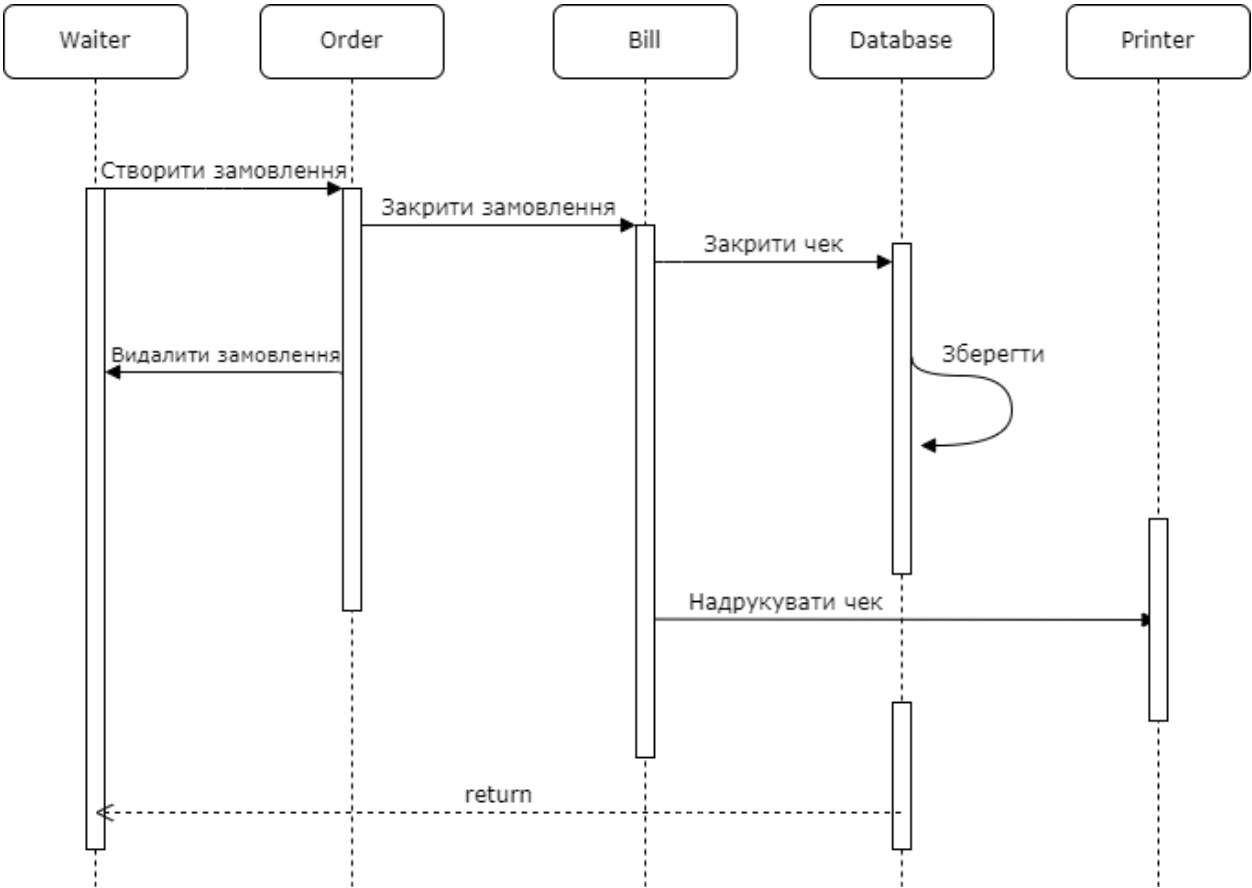 Waiter
Order
Bill
Database
Printer
Створити замовлення
Закрити замовлення
Закрити чек
Видалити замовлення
Зберегти
Надрукувати чек
return